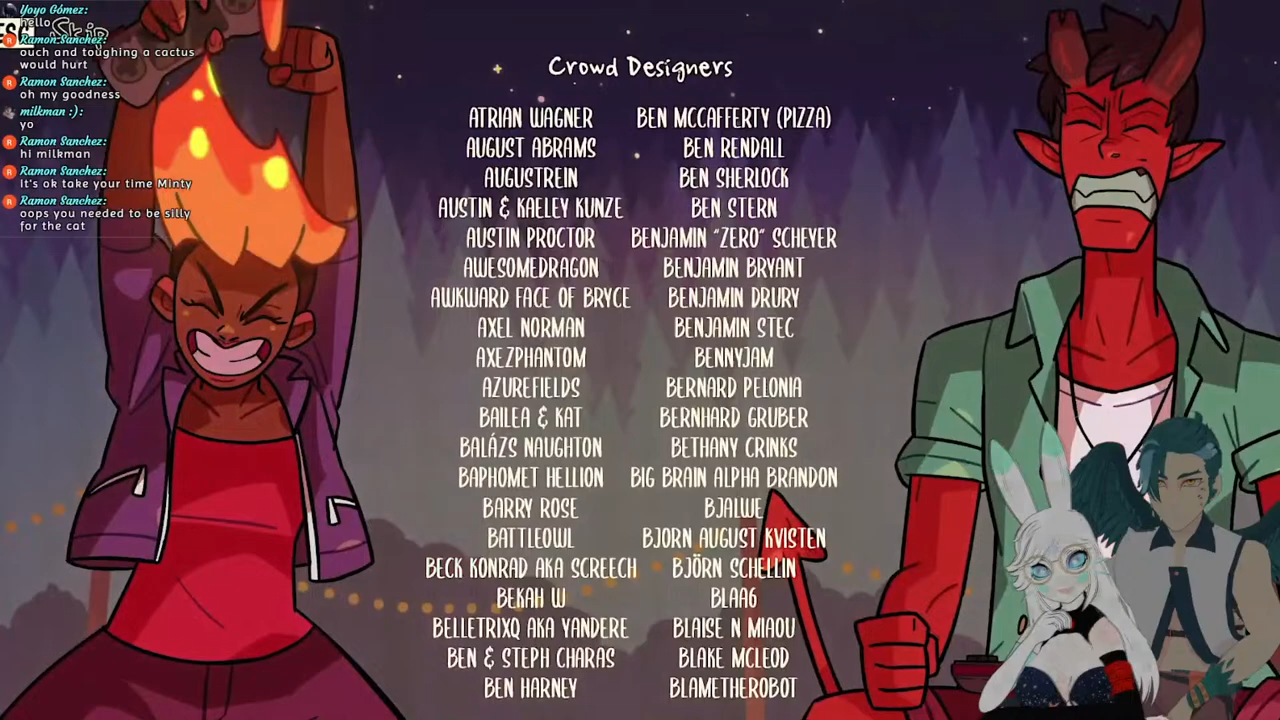 Yoyo Gómez:
hello
ESC Skip
Ramon Sanchez:
ouch and toughing a cactus
would hurt
R Ramon Sanchez:
oh my goodness
milkman :):
yo
R Ramon Sanchez:
hi milkman
R Ramon Sanchez:
It's ok take your time Minty
R Ramon Sanchez:
oops you needed to be silly
for the cat
Crowd Designers
ATRIAN WAGNER
AUGUST ABRAMS
AUGUSTREIN
AUSTIN & KAELEY KUNZE
AUSTIN PROCTOR
AWESOMEDRAGON
AWKWARD FACE OF BRYCE
AXEL NORMAN
AXEZPHANTOM
AZUREFIELDS
BAILEA & KAT
BALÁZS NAUGHTON
BAPHOMET HELLION
BARRY ROSE
BATTLEOWL
BECK KONRAD AKA SCREECH
BEKAH W
BELLETRIXQ AKA YANDERE
BEN & STEPH CHARAS
BEN HARNEY
BEN MCCAFFERTY (PIZZA)
BEN RENDALL
BEN SHERLOCK
BEN STERN
BENJAMIN "ZERO" SCHEYER
BENJAMIN BRYANT
BENJAMIN DRURY
BENJAMIN STEC
BENNYJAM
BERNARD PELONIA
BERNHARD GRUBER
BETHANY CRINKS
BIG BRAIN ALPHA BRANDON
BJALWE
BJORN AUGUST KVISTEN
BJÖRN SCHELLIN
BLAA6
BLAISE N MIAOU
BLAKE MCLEOD
BLAMETHEROBOT